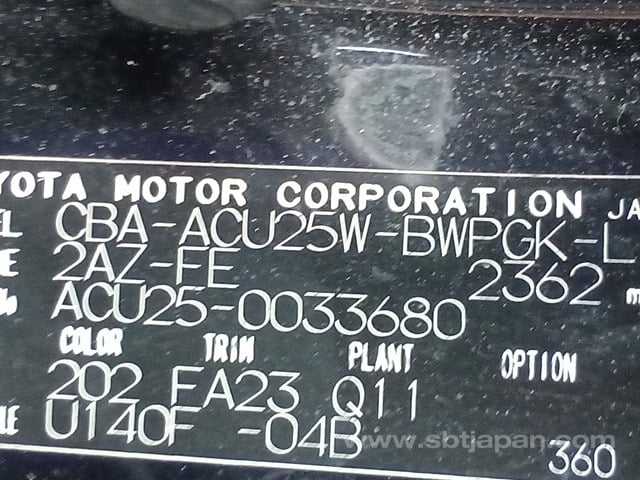 YOTA MOTOR CORPORATION JA
EL CBA-ACU25W-BWPGK-L
E 2AZ-FE 2362 m
ACU25-0033680
COLOR TRIM PLANT OPTION
202 FA23 Q11
LE U140F -04B
www.sbtjapan.com
360